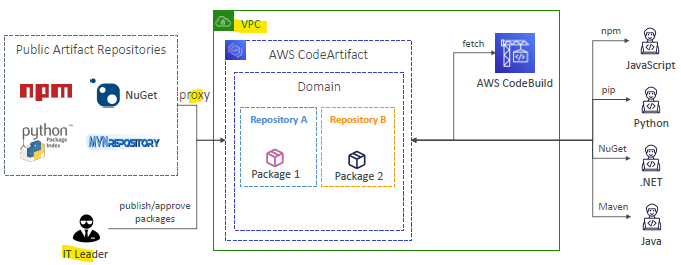 VPC
Public Artifact Repositories
npm
NuGet
python™
Package
Index
MVNREPOSITORY
proxy
publish/approve
packages
IT Leader
AWS CodeArtifact
Domain
Repository A
Package 1
Repository B
Package 2
fetch
AWS CodeBuild
npm
JavaScript
pip
Python
NuGet
.NET
Maven
Java